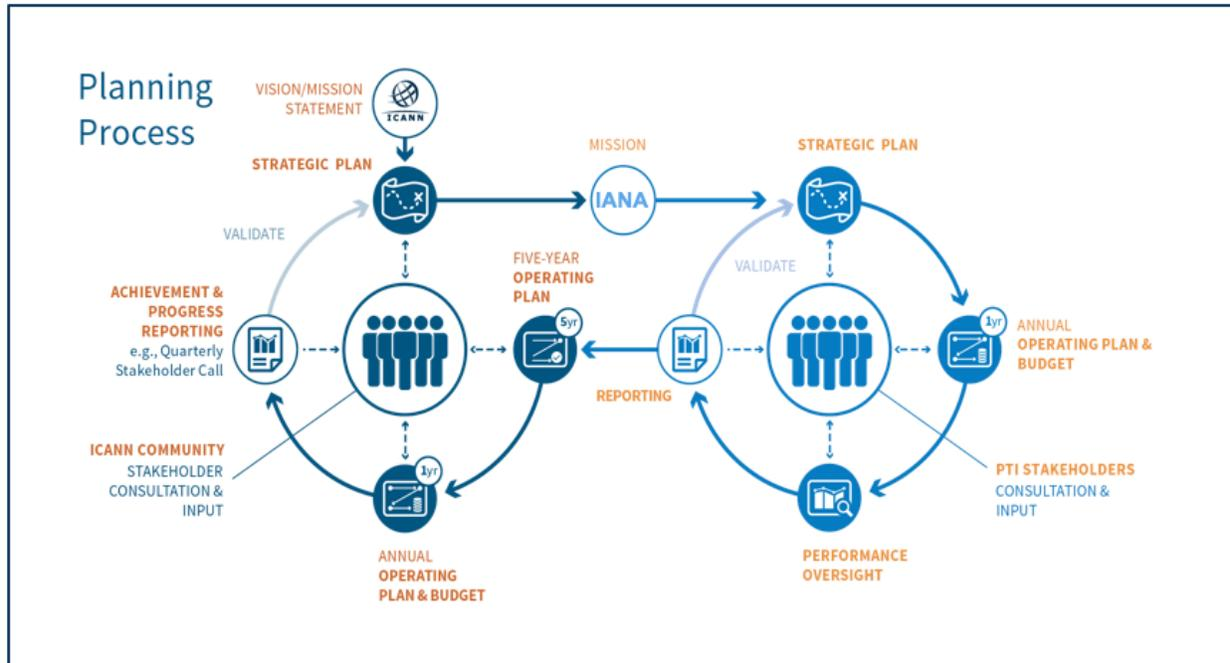 Planning
Process
VISION/MISSION
STATEMENT
ICANN
STRATEGIC PLAN
MISSION
IANA
STRATEGIC PLAN
VALIDATE
VALIDATE
FIVE-YEAR
OPERATING
PLAN
5yr
ACHIEVEMENT &
PROGRESS
REPORTING
e.g., Quarterly
Stakeholder Call
1yr
ANNUAL
OPERATING PLAN &
BUDGET
REPORTING
ICANN COMMUNITY
STAKEHOLDER
CONSULTATION &
INPUT
1yr
ANNUAL
OPERATING
PLAN & BUDGET
PTI STAKEHOLDERS
CONSULTATION &
INPUT
PERFORMANCE
OVERSIGHT